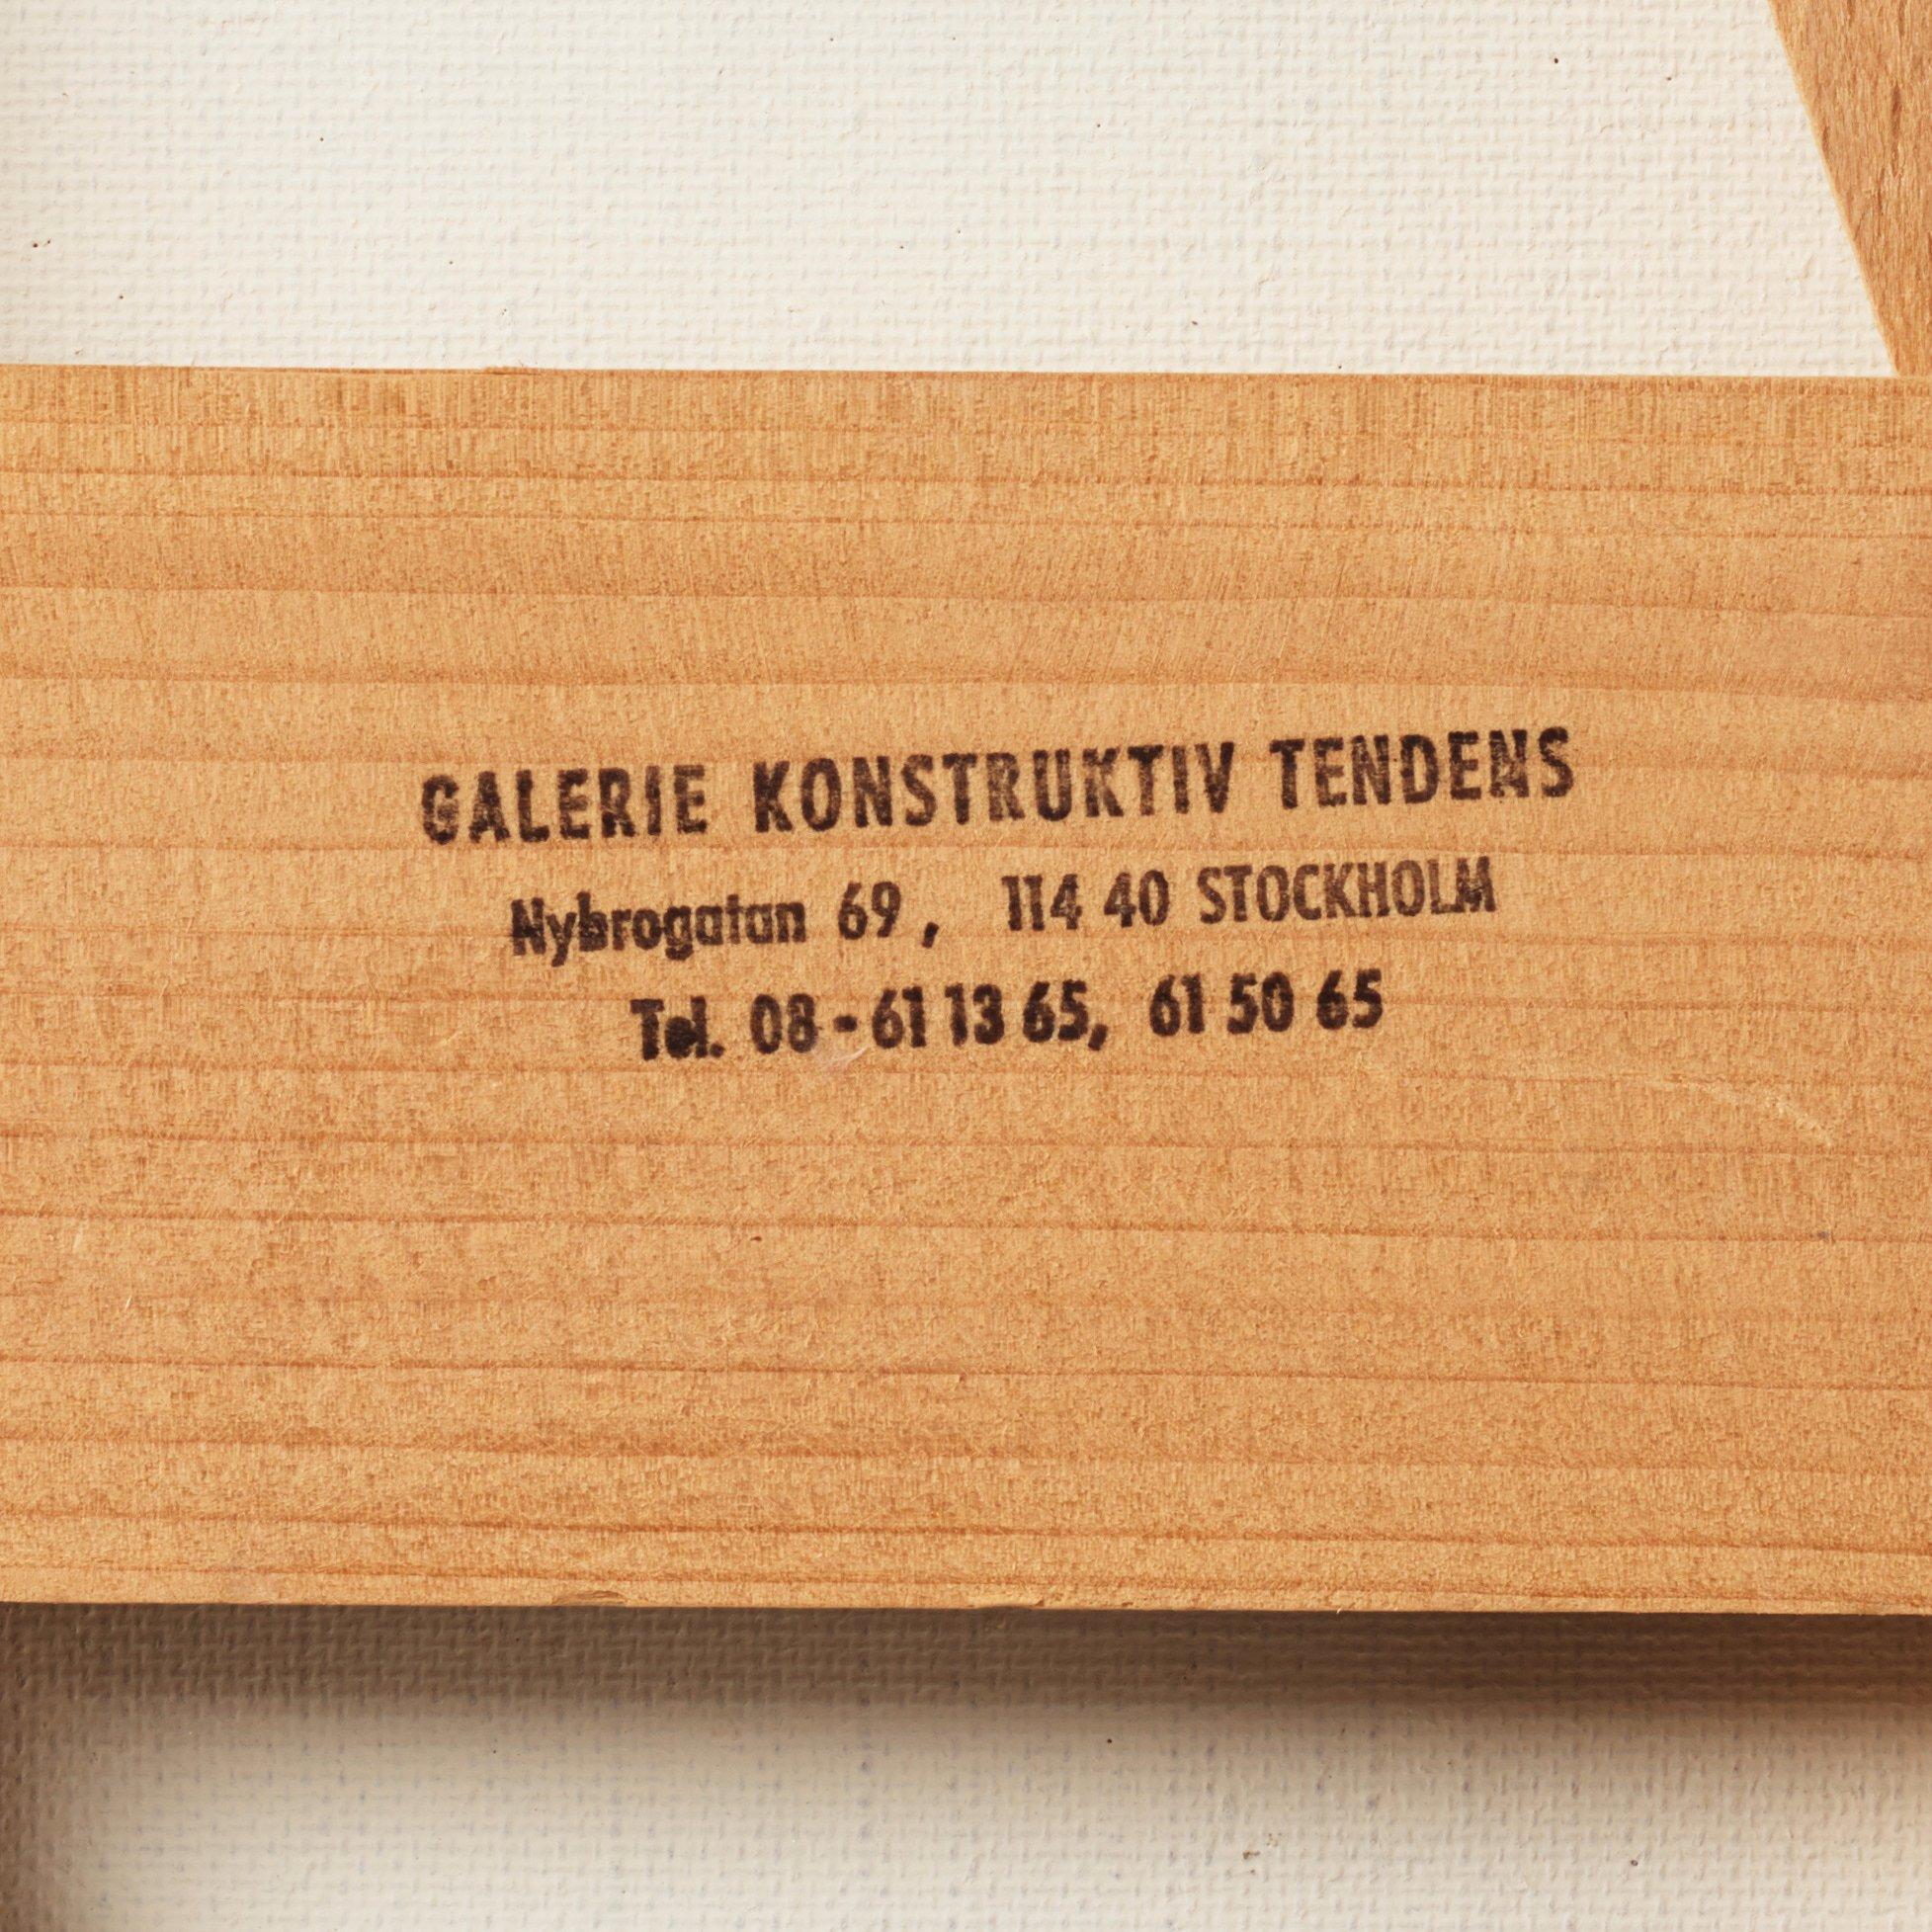 GALERIE KONSTRUKTIV TENDENS
Nybrogatan 69, 114 40 STOCKHOLM
Tel. 08-61 13 65, 61 50 65